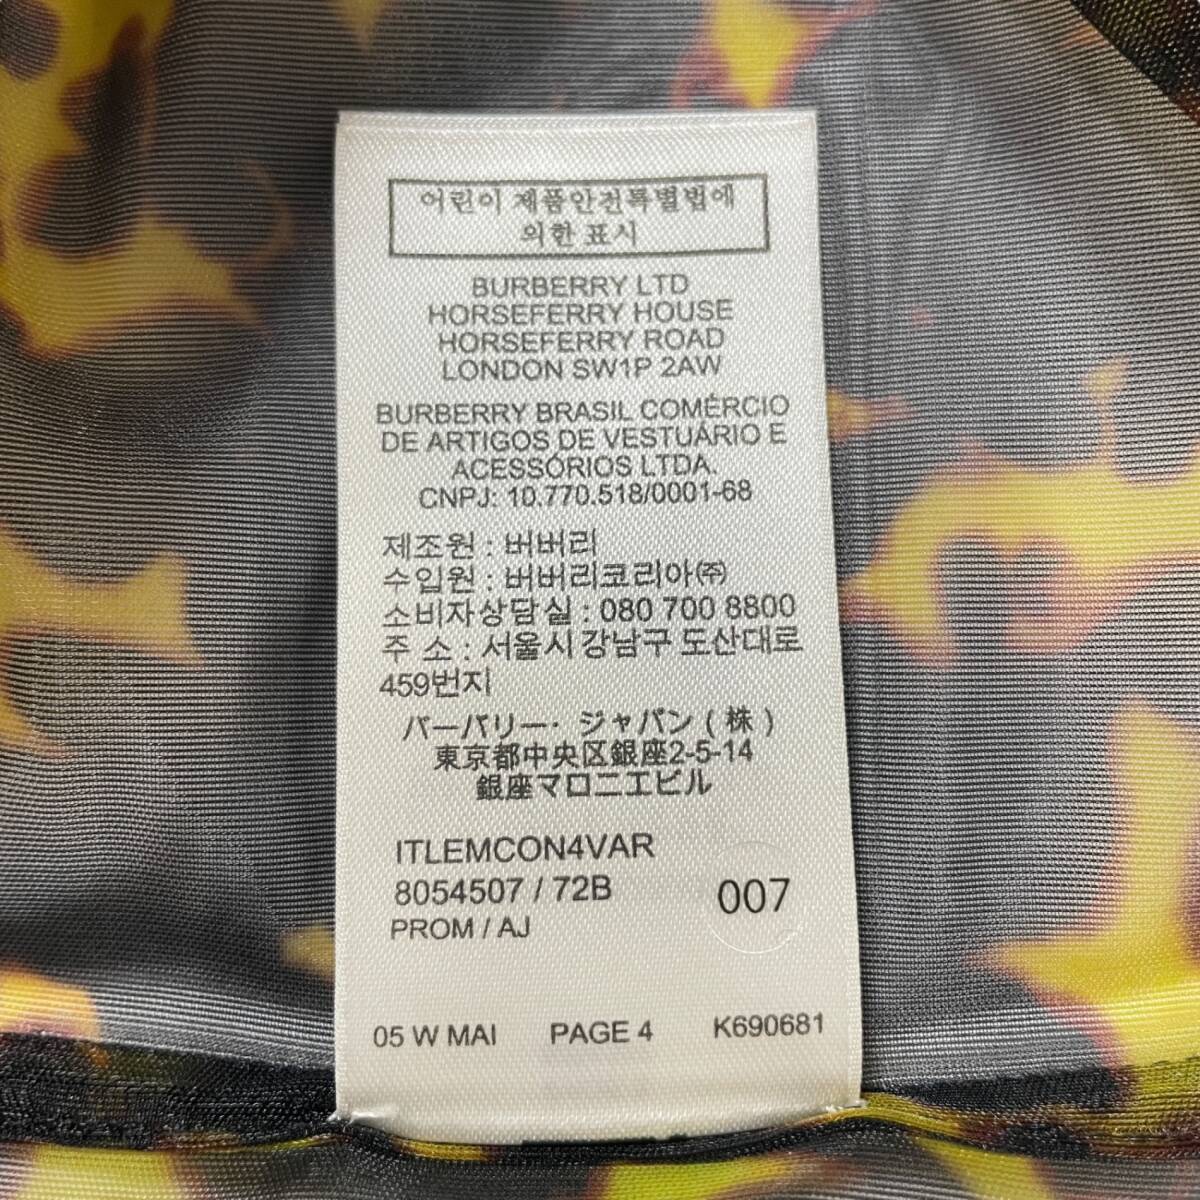 어린이 제품안전특별법에
의한 표시
BURBERRY LTD
HORSEFERRY HOUSE
HORSEFERRY ROAD
LONDON SW1P 2AW
BURBERRY BRASIL COMÉRCIO
DE ARTIGOS DE VESTUÁRIO E
ACESSÓRIOS LTDA.
CNPJ: 10.770.518/0001-68
제조원 : 버버리
수입원 : 버버리코리아㈜
소비자상담실 : 080 700 8800
주 소 : 서울시 강남구 도산대로
459번지
バーバリー・ジャパン ( 株 )
東京都中央区銀座2-5-14
銀座マロニエビル
ITLEMCON4VAR
8054507 / 72B
007
PROM / AJ
05 W MAI PAGE 4 K690681